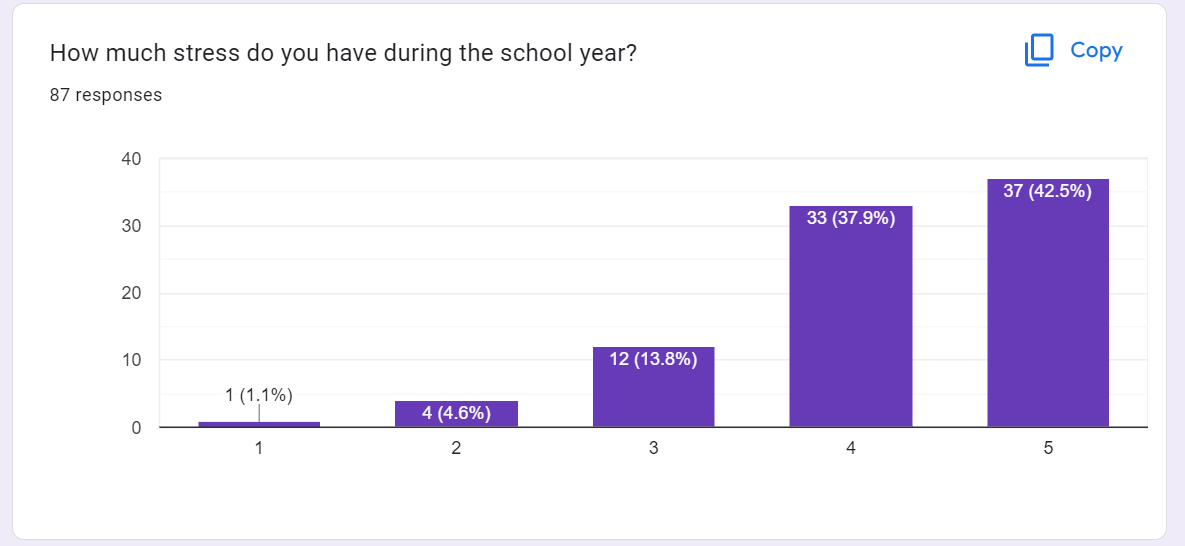 How much stress do you have during the school year?
Copy
87 responses
40
30
20
10
0
1 (1.1%)
4 (4.6%)
12 (13.8%)
33 (37.9%)
37 (42.5%)
1 2 3 4 5